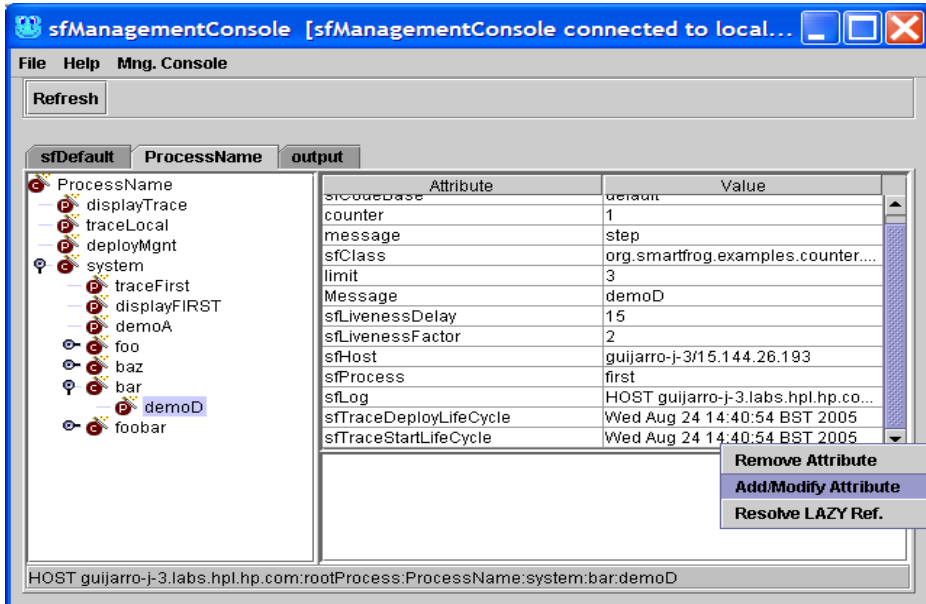 sfManagementConsole [sfManagementConsole connected to local...
File Help Mng. Console
Refresh
sfDefault ProcessName output
ProcessName
displayTrace
traceLocal
deployMgnt
system
traceFirst
displayFIRST
demoA
foo
baz
bar
demoD
foobar
Attribute Value
sfCodeBase default
counter 1
message step
sfClass org.smartfrog.examples.counter....
limit 3
Message demoD
sfLivenessDelay 15
sfLivenessFactor 2
sfHost guijarro-j-3/15.144.26.193
sfProcess first
sfLog HOST guijarro-j-3.labs.hpl.hp.co...
sfTraceDeployLifeCycle Wed Aug 24 14:40:54 BST 2005
sfTraceStartLifeCycle Wed Aug 24 14:40:54 BST 2005
Remove Attribute
Add/Modify Attribute
Resolve LAZY Ref.
HOST guijarro-j-3.labs.hpl.hp.com:rootProcess:ProcessName:system:bar:demoD